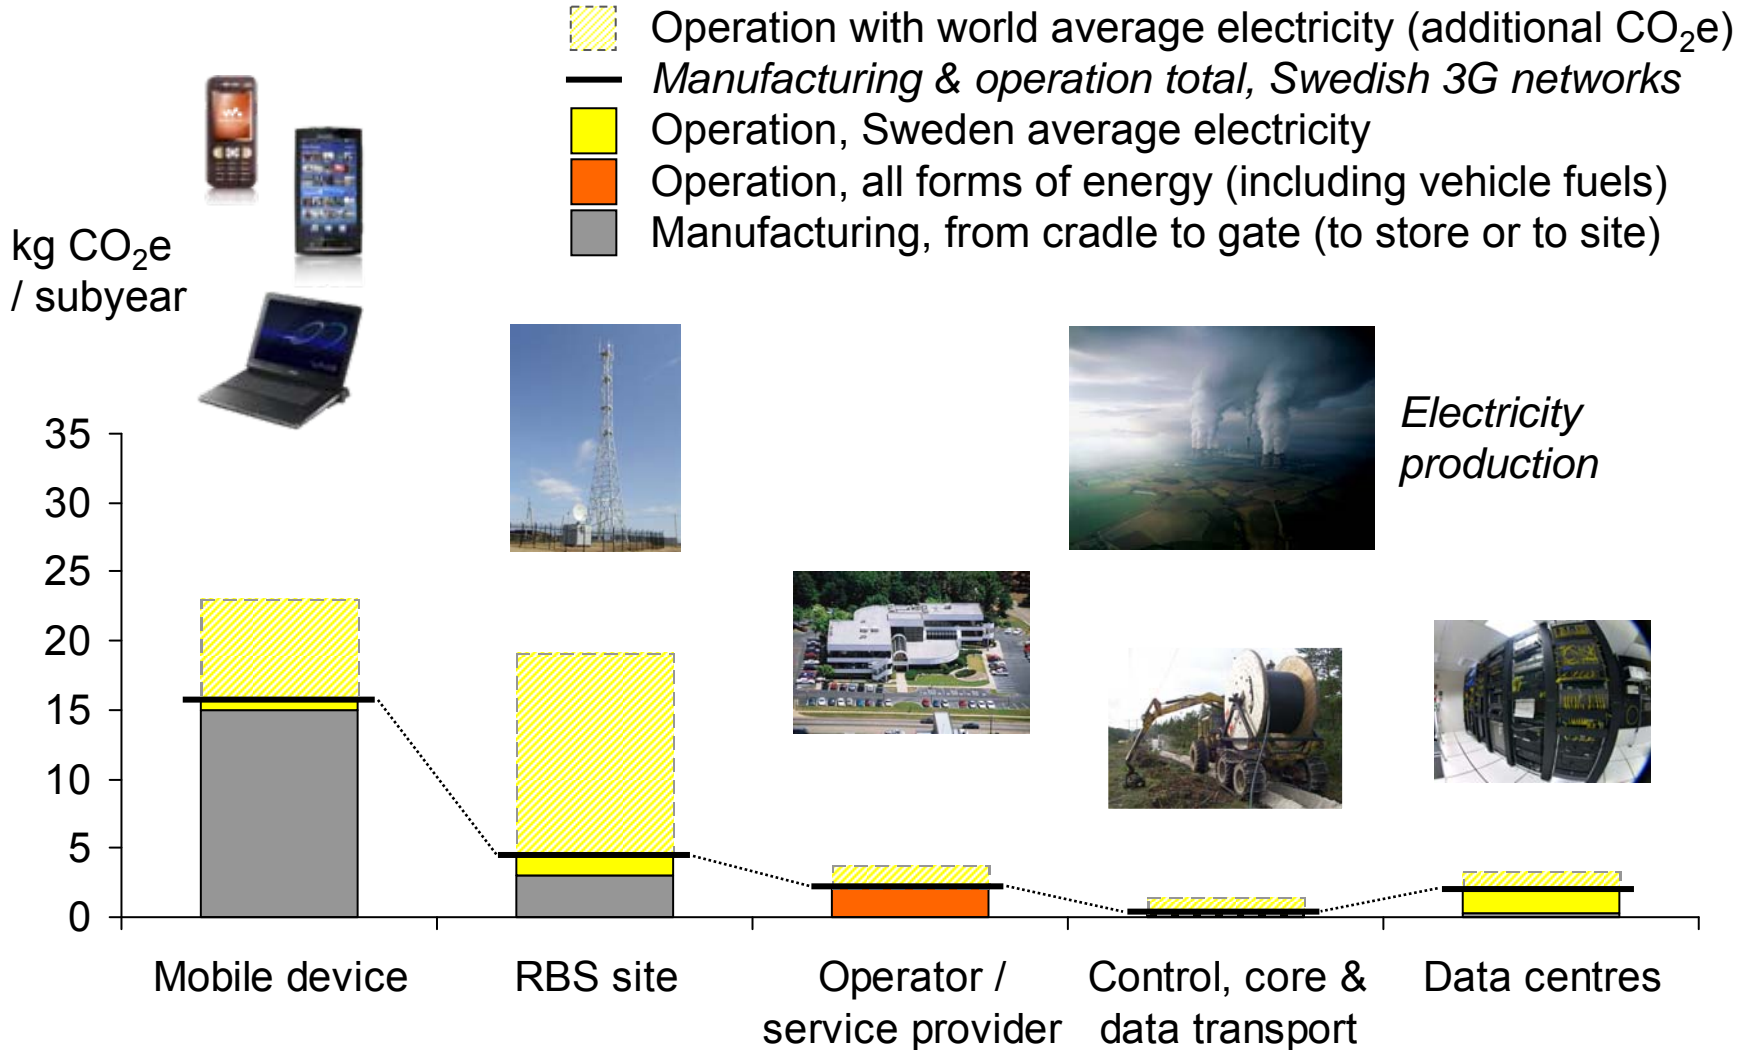 Operation with world average electricity (additional CO₂e)
Manufacturing & operation total, Swedish 3G networks
Operation, Sweden average electricity
Operation, all forms of energy (including vehicle fuels)
Manufacturing, from cradle to gate (to store or to site)
kg CO₂e
/ subyear
Electricity
production
35
30
25
20
15
10
5
0
Mobile device
RBS site
Operator /
service provider
Control, core &
data transport
Data centres